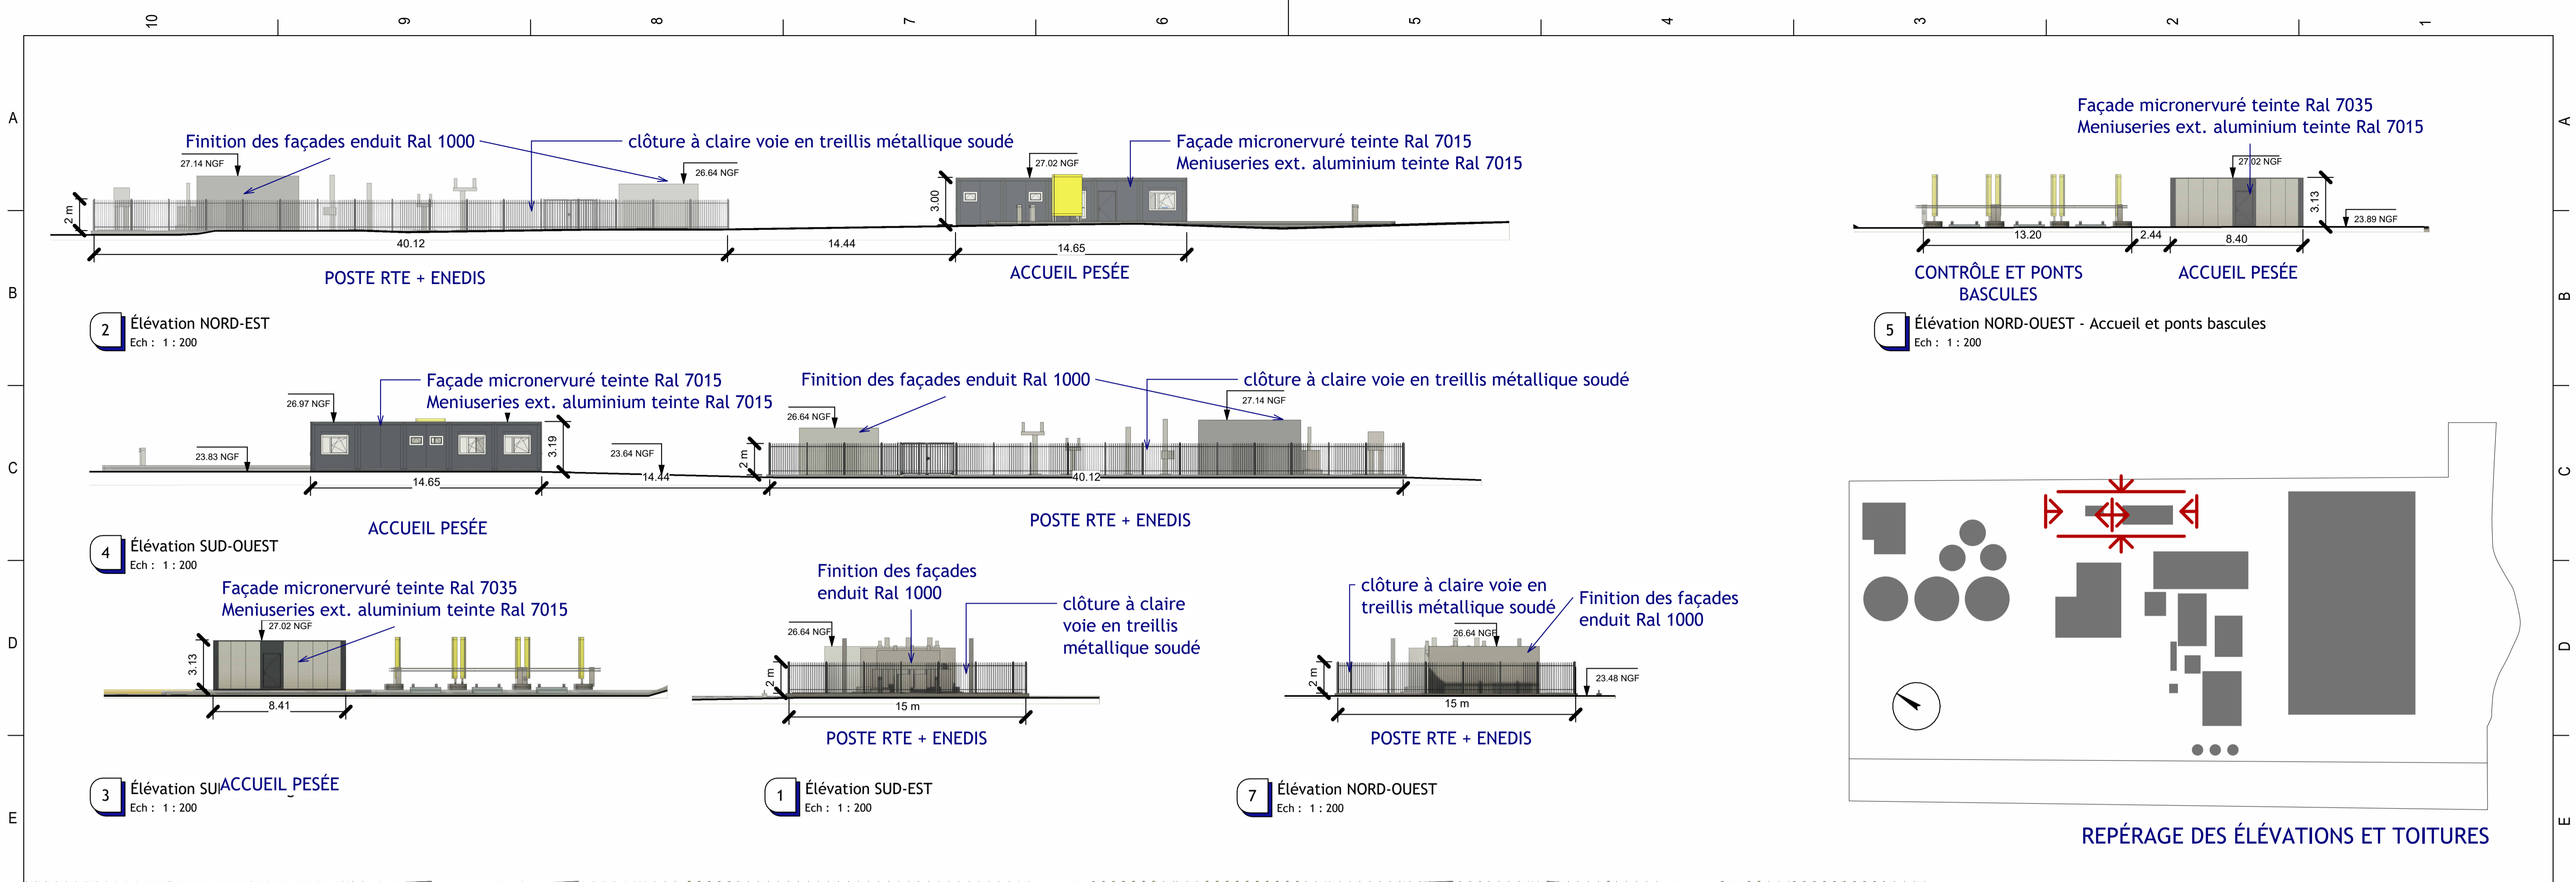 10 9 8 7 6 5 4 3 2 1
A
A
B
B
C
C
D
D
E
E
Finition des façades enduit Ral 1000
clôture à claire voie en treillis métallique soudé
Façade micronervuré teinte Ral 7015
Meniuseries ext. aluminium teinte Ral 7015
27.14 NGF
26.64 NGF
27.02 NGF
2 m
3.00
40.12
14.44
14.65
POSTE RTE + ENEDIS
ACCUEIL PESÉE
2
Élévation NORD-EST
Ech : 1 : 200
Façade micronervuré teinte Ral 7035
Meniuseries ext. aluminium teinte Ral 7015
27.02 NGF
3.13
23.89 NGF
13.20
2.44
8.40
CONTRÔLE ET PONTS
BASCULES
ACCUEIL PESÉE
5
Élévation NORD-OUEST - Accueil et ponts bascules
Ech : 1 : 200
Façade micronervuré teinte Ral 7015
Meniuseries ext. aluminium teinte Ral 7015
Finition des façades enduit Ral 1000
clôture à claire voie en treillis métallique soudé
26.97 NGF
26.64 NGF
27.14 NGF
23.83 NGF
3.19
23.64 NGF
2 m
14.65
14.44
40.12
ACCUEIL PESÉE
POSTE RTE + ENEDIS
4
Élévation SUD-OUEST
Ech : 1 : 200
Façade micronervuré teinte Ral 7035
Meniuseries ext. aluminium teinte Ral 7015
27.02 NGF
3.13
8.41
ACCUEIL PESÉE
3
Élévation
Ech : 1 : 200
Finition des façades
enduit Ral 1000
clôture à claire
voie en treillis
métallique soudé
26.64 NGF
2 m
15 m
POSTE RTE + ENEDIS
1
Élévation SUD-EST
Ech : 1 : 200
clôture à claire voie en
treillis métallique soudé
Finition des façades
enduit Ral 1000
26.64 NGF
2 m
23.48 NGF
15 m
POSTE RTE + ENEDIS
7
Élévation NORD-OUEST
Ech : 1 : 200
REPÉRAGE DES ÉLÉVATIONS ET TOITURES